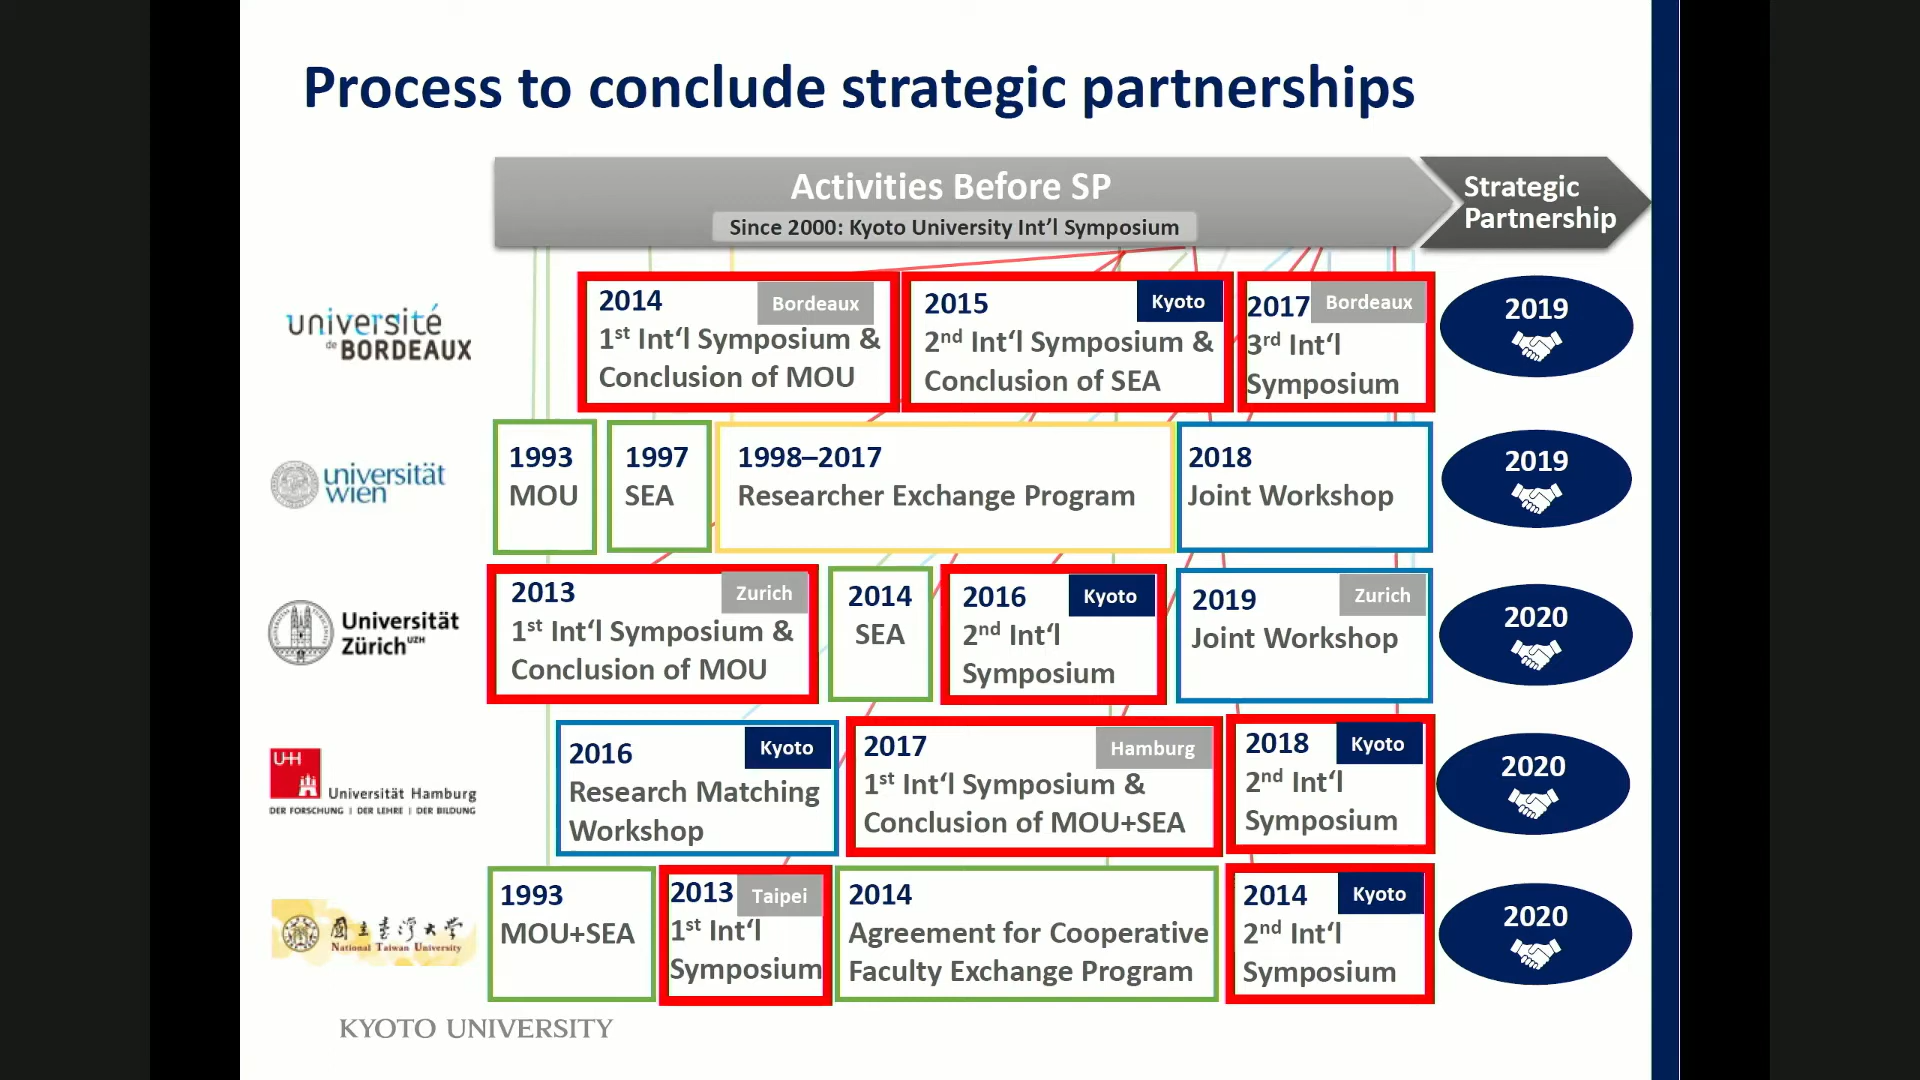 Process to conclude strategic partnerships
Activities Before SP
Since 2000: Kyoto University Int'l Symposium
Strategic
Partnership
université
de BORDEAUX
2014
Bordeaux
1st Int‘l Symposium &
Conclusion of MOU
2015
Kyoto
2nd Int‘l Symposium &
Conclusion of SEA
2017
Bordeaux
3rd Int‘l
Symposium
2019
universität
wien
1993
MOU
1997
SEA
1998–2017
Researcher Exchange Program
2018
Joint Workshop
2019
Universität
Zürich UZH
2013
Zurich
1st Int‘l Symposium &
Conclusion of MOU
2014
SEA
2016
Kyoto
2nd Int‘l
Symposium
2019
Zurich
Joint Workshop
2020
UH
Universität Hamburg
DER FORSCHUNG | DER LEHRE | DER BILDUNG
2016
Kyoto
Research Matching
Workshop
2017
Hamburg
1st Int‘l Symposium &
Conclusion of MOU+SEA
2018
Kyoto
2nd Int‘l
Symposium
2020
國立臺灣大學
National Taiwan University
1993
MOU+SEA
2013
Taipei
1st Int‘l
Symposium
2014
Agreement for Cooperative
Faculty Exchange Program
2014
Kyoto
2nd Int‘l
Symposium
2020
KYOTO UNIVERSITY